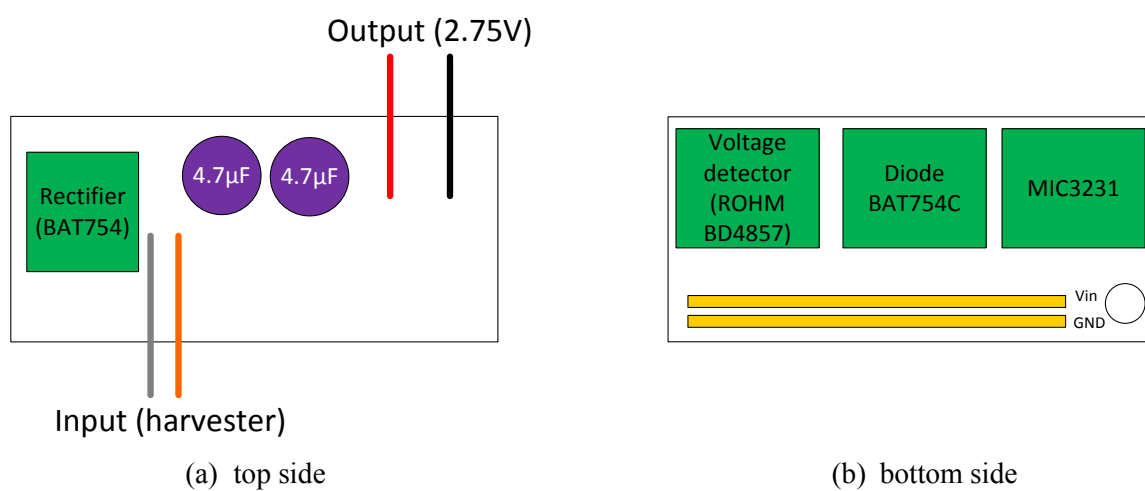 Output (2.75V)
Rectifier
(BAT754)
4.7µF
4.7µF
Input (harvester)
(a) top side
Voltage
detector
(ROHM
BD4857)
Diode
BAT754C
MIC3231
Vin
GND
(b) bottom side